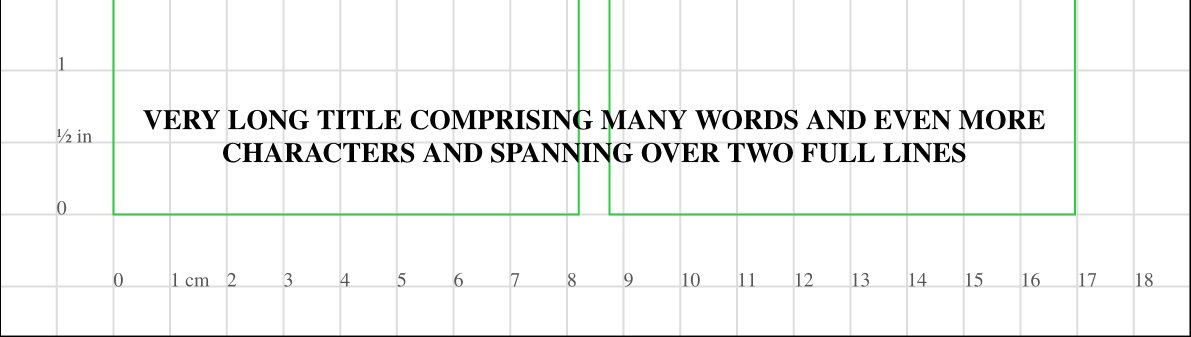 1
VERY LONG TITLE COMPRISING MANY WORDS AND EVEN MORE
½ in
CHARACTERS AND SPANNING OVER TWO FULL LINES
0
0 1 cm 2 3 4 5 6 7 8 9 10 11 12 13 14 15 16 17 18